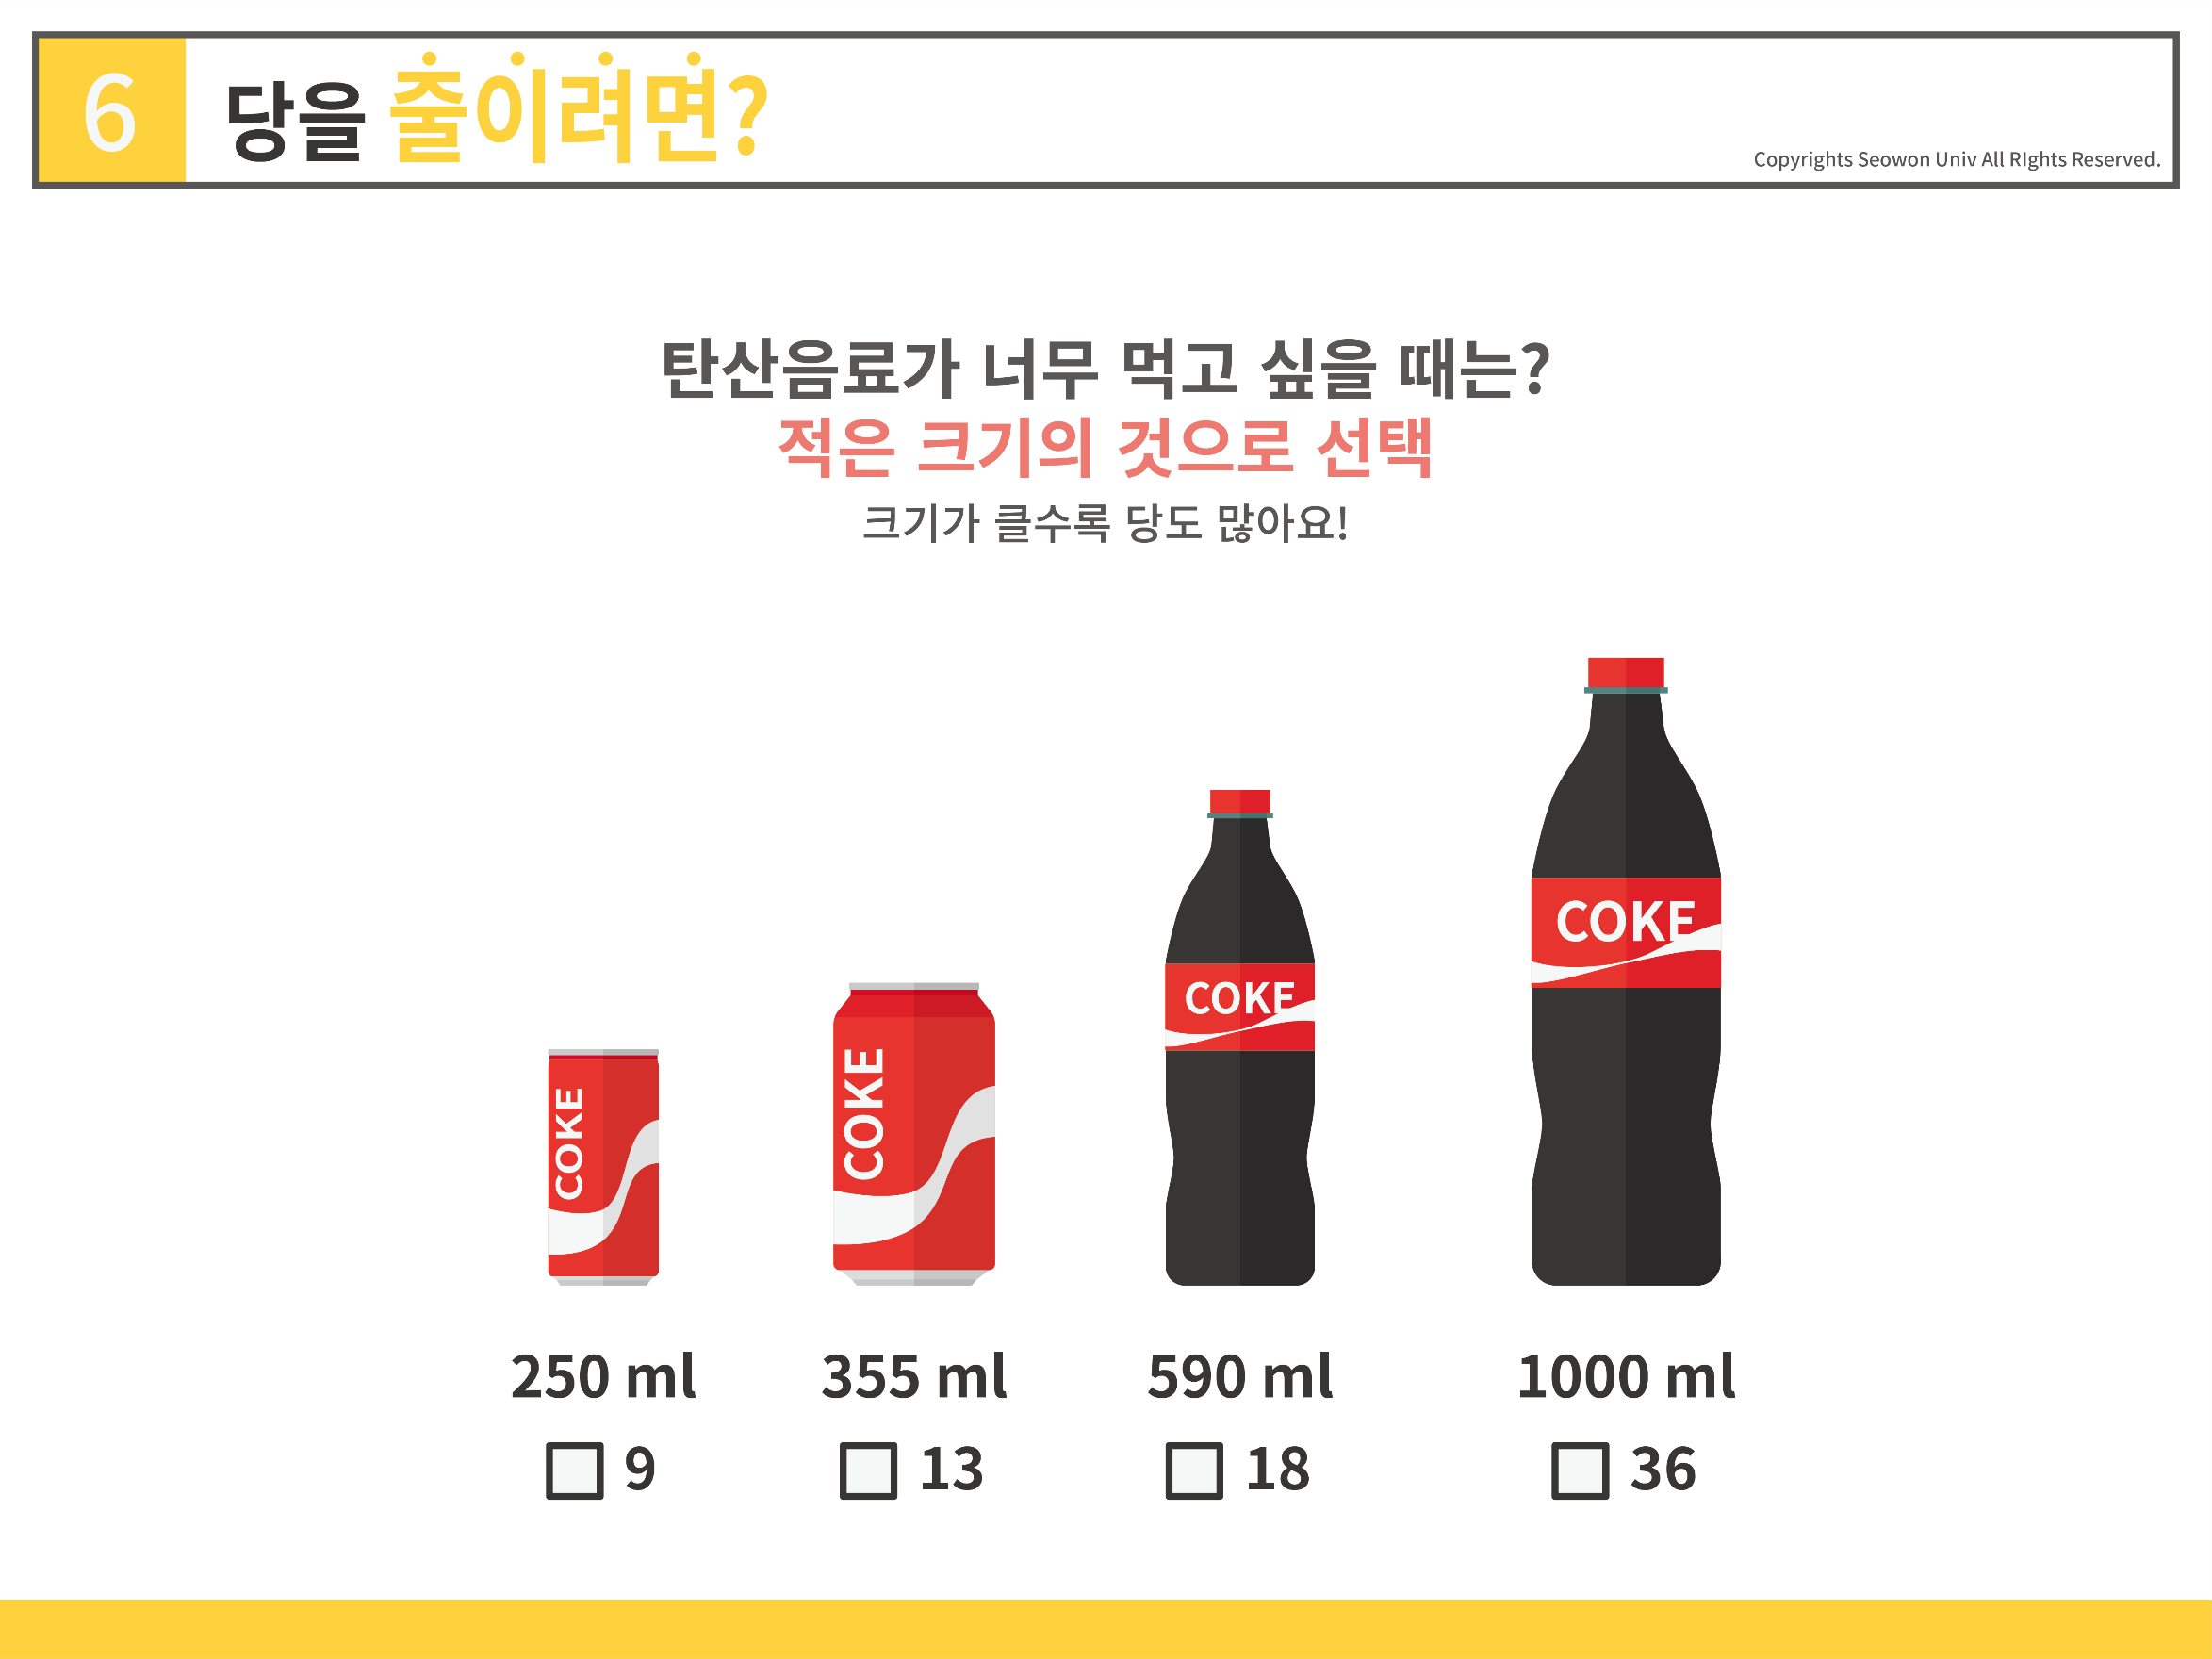 6 당을 줄이려면?
Copyrights Seowon Univ All RIghts Reserved.
탄산음료가 너무 먹고 싶을 때는?
적은 크기의 것으로 선택
크기가 클수록 당도 많아요!
COKE
COKE
COKE
COKE
250 ml 355 ml 590 ml 1000 ml
9 13 18 36